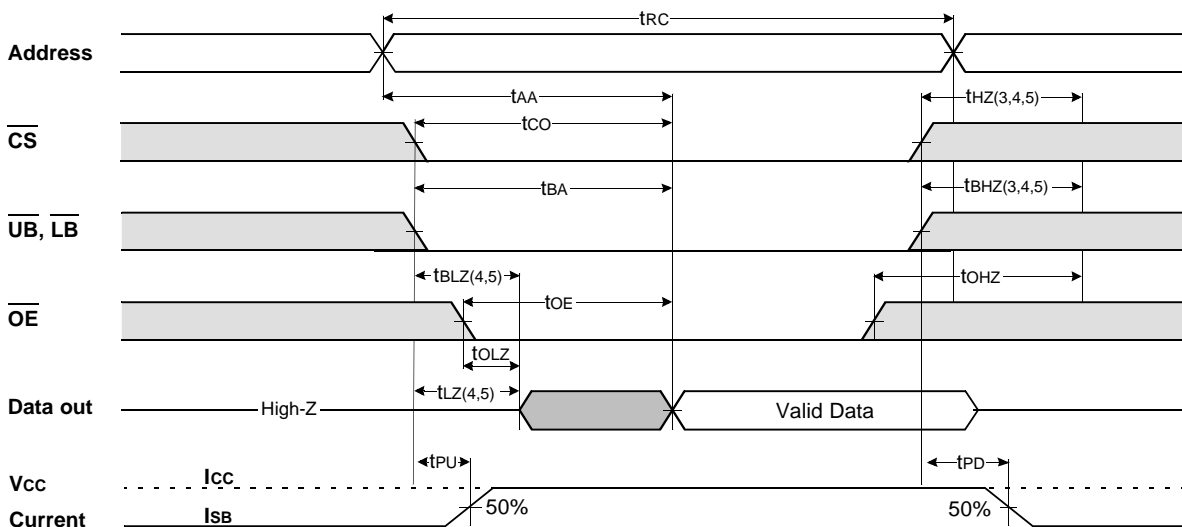 tRC
Address
tAA
tHZ(3,4,5)
tCO
CS
tBA
tBHZ(3,4,5)
UB, LB
tBLZ(4,5)
tOHZ
tOE
OE
tOLZ
tLZ(4,5)
Data out
High-Z
Valid Data
tPU
tPD
VCC
ICC
50%
50%
Current
ISB